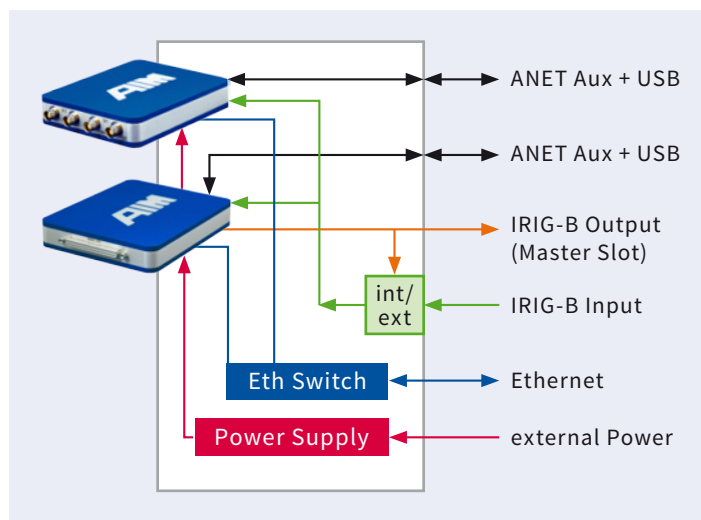 AIM
ANET Aux + USB
AIM
ANET Aux + USB
IRIG-B Output
(Master Slot)
int/
ext
IRIG-B Input
Eth Switch
Ethernet
Power Supply
external Power